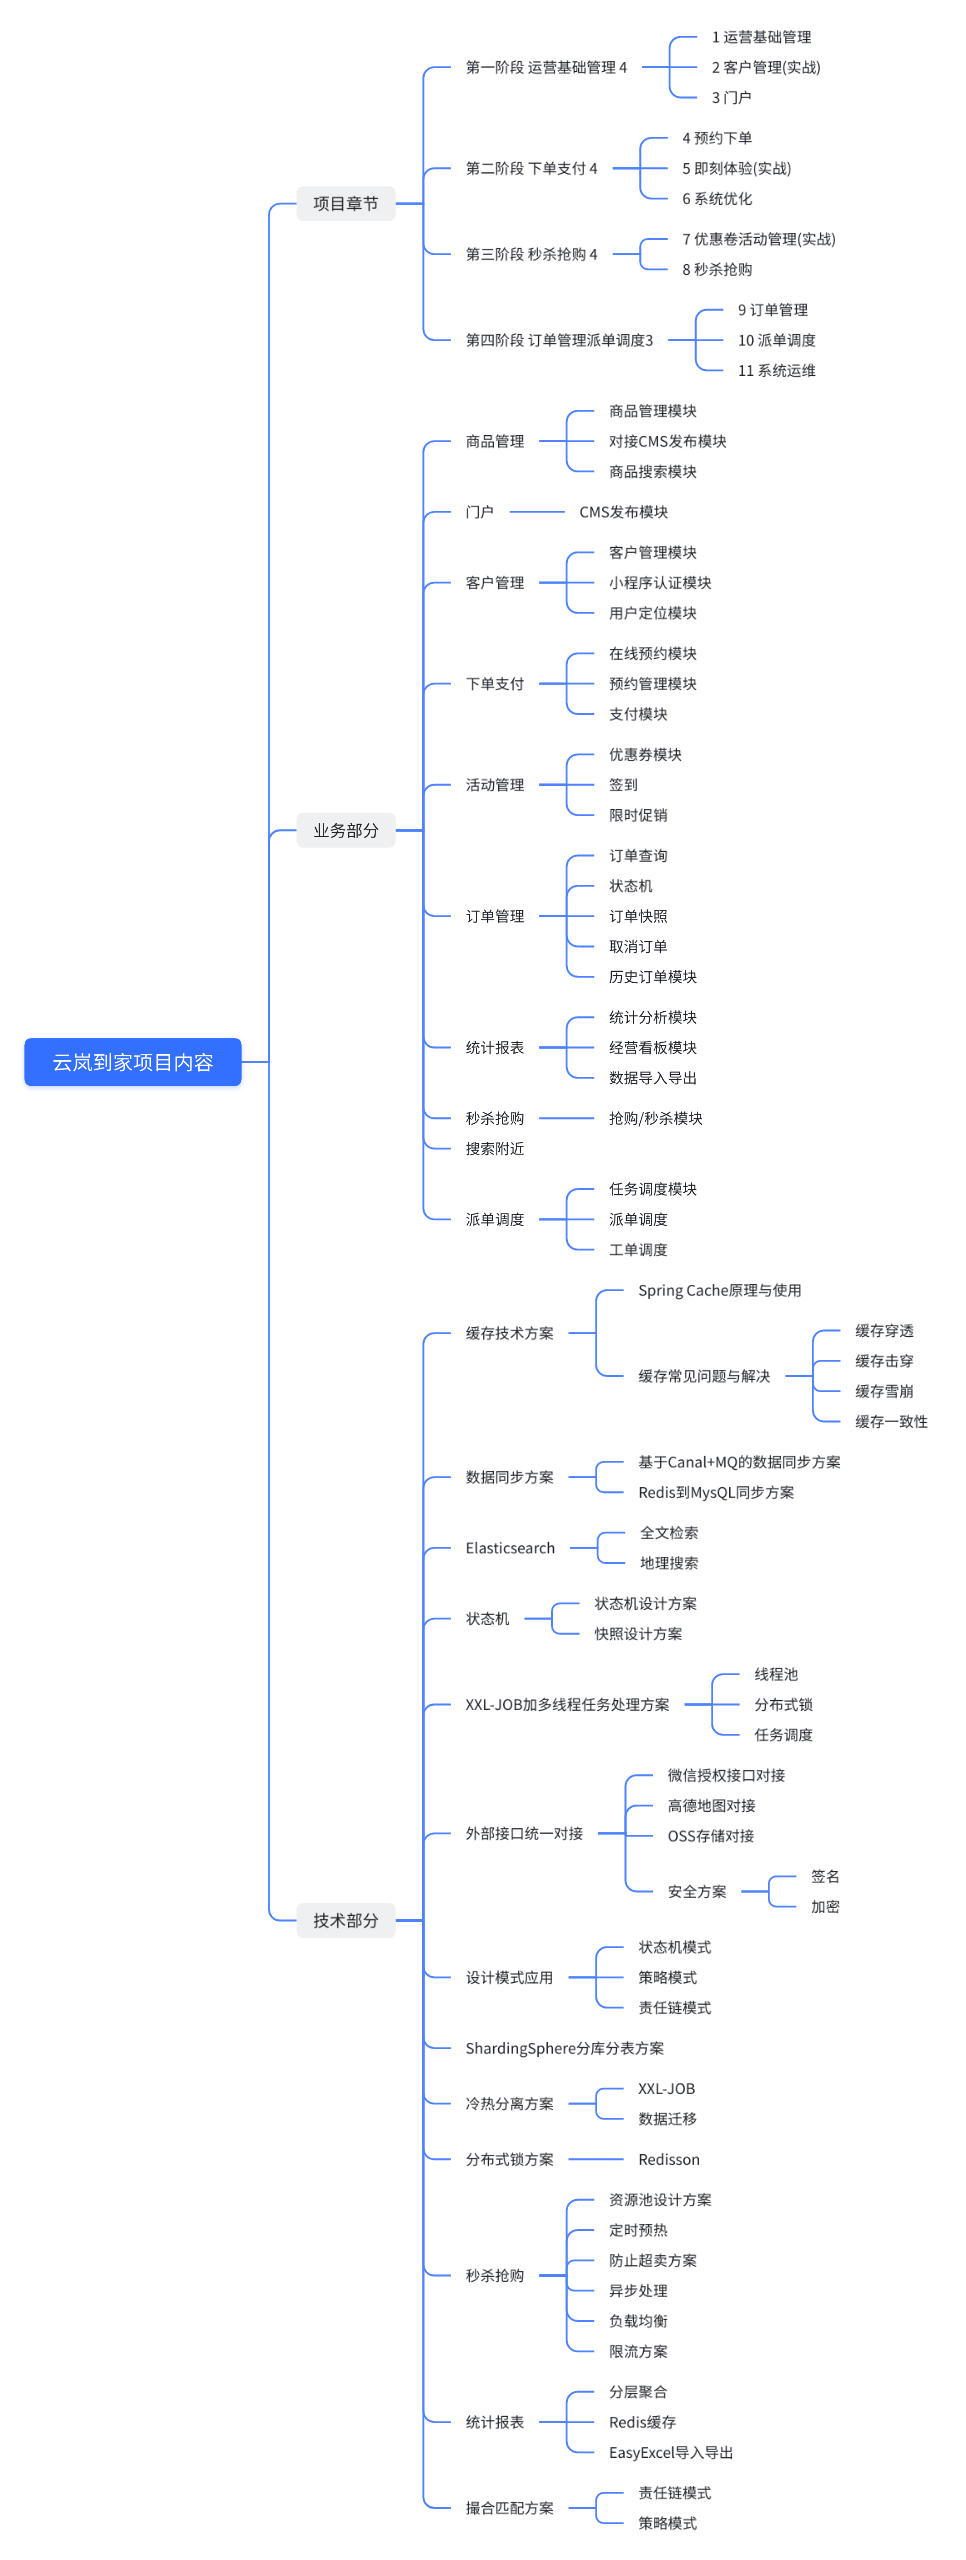 云岚到家项目内容
项目章节
第一阶段 运营基础管理 4
1 运营基础管理
2 客户管理(实战)
3 门户
第二阶段 下单支付 4
4 预约下单
5 即刻体验(实战)
6 系统优化
第三阶段 秒杀抢购 4
7 优惠卷活动管理(实战)
8 秒杀抢购
第四阶段 订单管理派单调度3
9 订单管理
10 派单调度
11 系统运维
业务部分
商品管理
商品管理模块
对接CMS发布模块
商品搜索模块
门户
CMS发布模块
客户管理
客户管理模块
小程序认证模块
用户定位模块
下单支付
在线预约模块
预约管理模块
支付模块
活动管理
优惠券模块
签到
限时促销
订单管理
订单查询
状态机
订单快照
取消订单
历史订单模块
统计报表
统计分析模块
经营看板模块
数据导入导出
秒杀抢购
抢购/秒杀模块
搜索附近
派单调度
任务调度模块
派单调度
工单调度
技术部分
缓存技术方案
Spring Cache原理与使用
缓存常见问题与解决
缓存穿透
缓存击穿
缓存雪崩
缓存一致性
数据同步方案
基于Canal+MQ的数据同步方案
Redis到MysQL同步方案
Elasticsearch
全文检索
地理搜索
状态机
状态机设计方案
快照设计方案
XXL-JOB加多线程任务处理方案
线程池
分布式锁
任务调度
外部接口统一对接
微信授权接口对接
高德地图对接
OSS存储对接
安全方案
签名
加密
设计模式应用
状态机模式
策略模式
责任链模式
ShardingSphere分库分表方案
冷热分离方案
XXL-JOB
数据迁移
分布式锁方案
Redisson
秒杀抢购
资源池设计方案
定时预热
防止超卖方案
异步处理
负载均衡
限流方案
统计报表
分层聚合
Redis缓存
EasyExcel导入导出
撮合匹配方案
责任链模式
策略模式